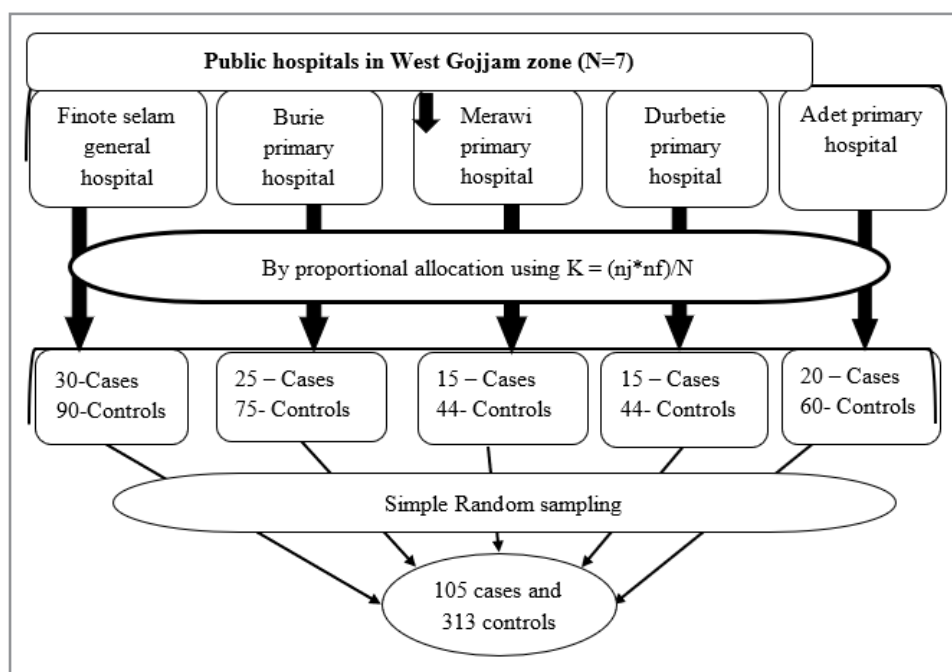 Public hospitals in West Gojjam zone (N=7)
Finote selam
general
hospital
Burie
primary
hospital
Merawi
primary
hospital
Durbetie
primary
hospital
Adet primary
hospital
By proportional allocation using K = (nj*nf)/N
30-Cases
90-Controls
25 – Cases
75- Controls
15 – Cases
44- Controls
15 – Cases
44- Controls
20 – Cases
60- Controls
Simple Random sampling
105 cases and
313 controls